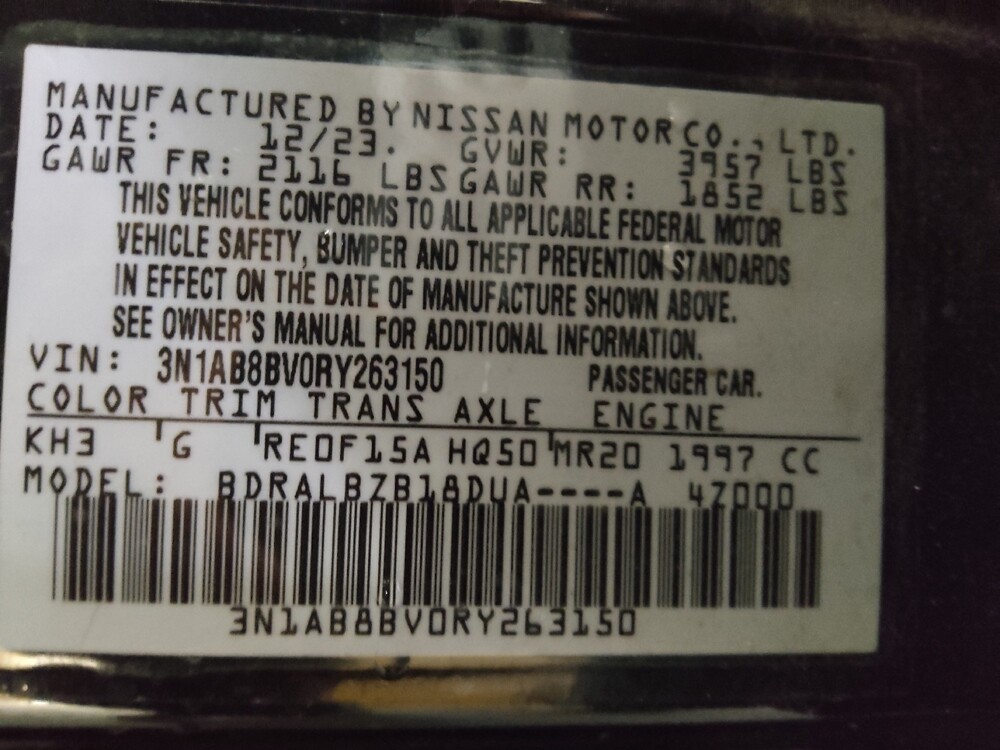 MANUFACTURED BY NISSAN MOTOR CO., LTD.
DATE: 12/23. GVWR: 3957 LBS
GAWR FR: 2116 LBS GAWR RR: 1852 LBS
THIS VEHICLE CONFORMS TO ALL APPLICABLE FEDERAL MOTOR
VEHICLE SAFETY, BUMPER AND THEFT PREVENTION STANDARDS
IN EFFECT ON THE DATE OF MANUFACTURE SHOWN ABOVE.
SEE OWNER'S MANUAL FOR ADDITIONAL INFORMATION.
VIN: 3N1AB8BV0RY263150 PASSENGER CAR.
COLOR TRIM TRANS AXLE ENGINE
KH3 G RE0F15A HQ50 MR20 1997 CC
MODEL: BDRALBZB18DUA----A 4Z000
3N1AB8BV0RY263150